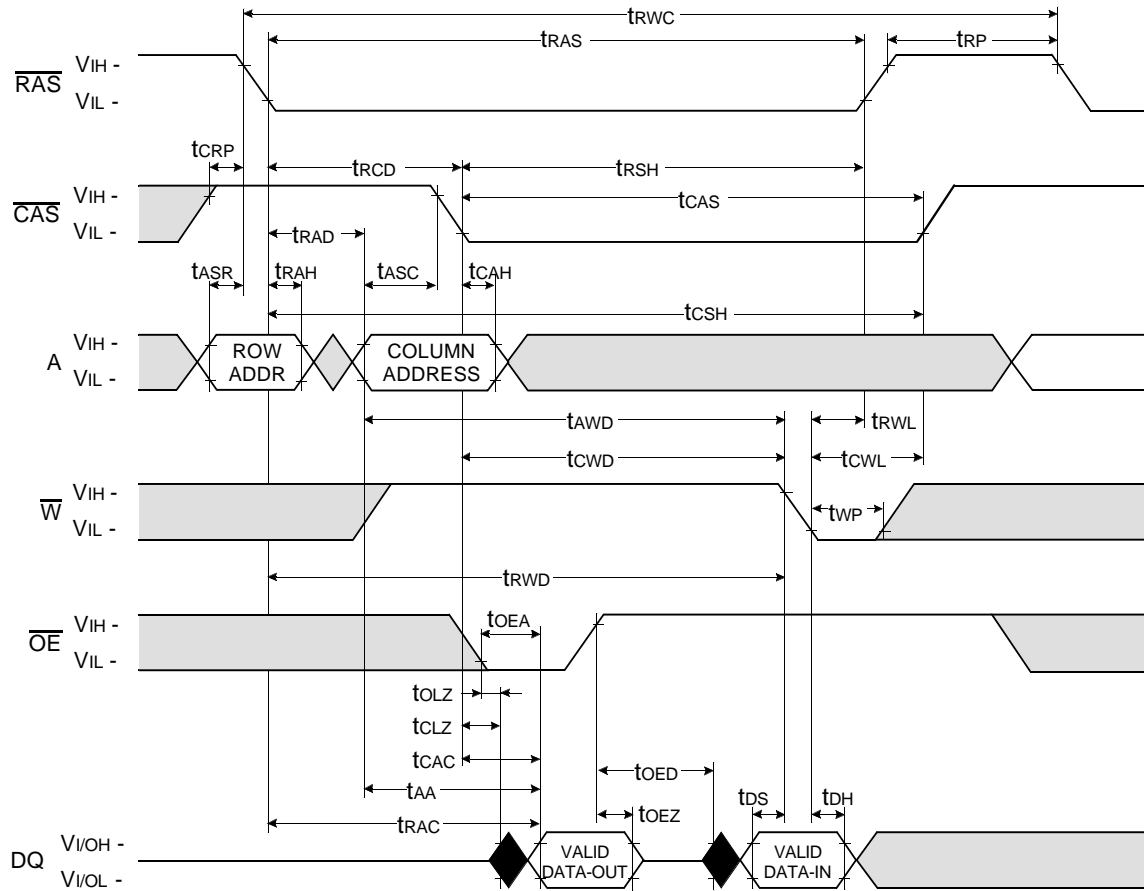 tRWC
tRAS
tRP
RAS
VIH -
VIL -
tCRP
tRCD
tRSH
CAS
VIH -
VIL -
tCAS
tRAD
tASR
tRAH
tASC
tCAH
tCSH
A
VIH -
VIL -
ROW
ADDR
COLUMN
ADDRESS
tAWD
tRWL
tCWD
tCWL
W
VIH -
VIL -
tWP
tRWD
OE
VIH -
VIL -
tOEA
tOLZ
tCLZ
tCAC
tOED
tAA
tDS
tDH
tOEZ
tRAC
DQ
VI/OH -
VI/OL -
VALID
DATA-OUT
VALID
DATA-IN